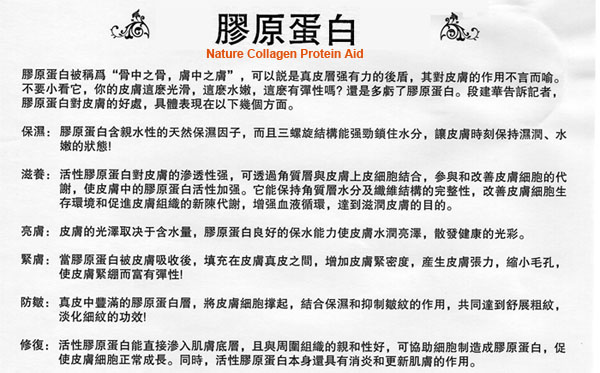 膠原蛋白
Nature Collagen Protein Aid
膠原蛋白被稱爲“骨中之骨，膚中之膚”，可以説是真皮層强有力的後盾，其對皮膚的作用不言而喻。
不要小看它，你的皮膚這麽光滑，這麽水嫩，這麽有彈性嗎? 還是多虧了膠原蛋白。段建華告訴記者，
膠原蛋白對皮膚的好處，具體表現在以下幾個方面。
保濕：膠原蛋白含親水性的天然保濕因子，而且三螺旋結構能强勁鎖住水分，讓皮膚時刻保持濕潤、水
嫩的狀態!
滋養：活性膠原蛋白對皮膚的滲透性强，可透過角質層與皮膚上皮細胞結合，參與和改善皮膚細胞的代
謝，使皮膚中的膠原蛋白活性加强。它能保持角質層水分及纖維結構的完整性，改善皮膚細胞生
存環境和促進皮膚組織的新陳代謝，增强血液循環，達到滋潤皮膚的目的。
亮膚：皮膚的光澤取决于含水量，膠原蛋白良好的保水能力使皮膚水潤亮澤，散發健康的光彩。
緊膚：當膠原蛋白被皮膚吸收後，填充在皮膚真皮之間，增加皮膚緊密度，産生皮膚張力，縮小毛孔，
使皮膚緊綳而富有彈性!
防皺：真皮中豐滿的膠原蛋白層，將皮膚細胞撑起，結合保濕和抑制皺紋的作用，共同達到舒展粗紋，
淡化細紋的功效!
修復：活性膠原蛋白能直接滲入肌膚底層，且與周圍組織的親和性好，可協助細胞制造成膠原蛋白，促
使皮膚細胞正常成長。同時，活性膠原蛋白本身還具有消炎和更新肌膚的作用。